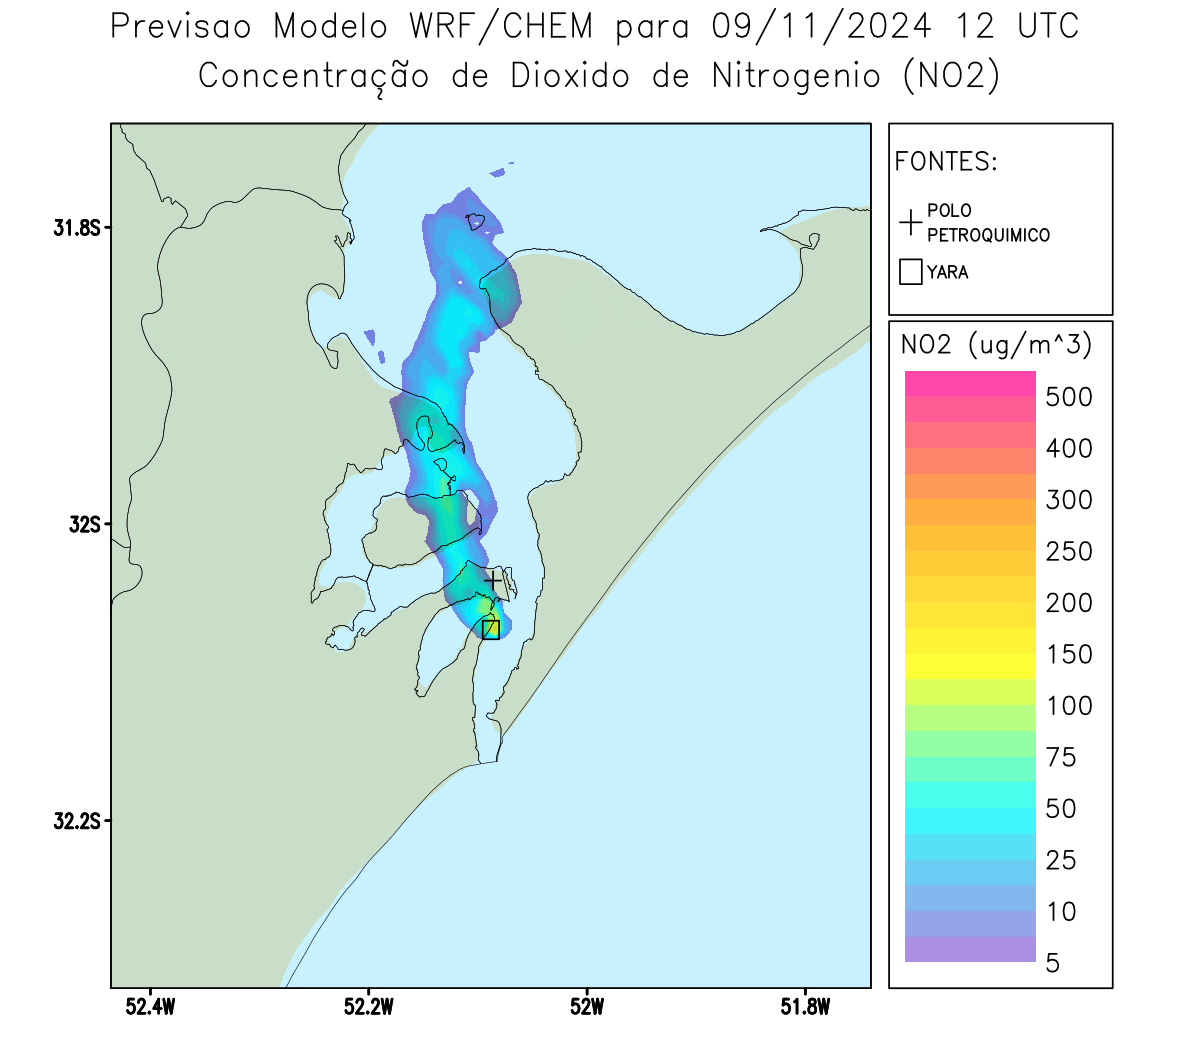 Previsao Modelo WRF/CHEM para 09/11/2024 12 UTC
Concentração de Dioxido de Nitrogenio (NO2)
FONTES:
POLO
PETROQUIMICO
YARA
NO2 (ug/m^3)
500
400
300
250
200
150
100
75
50
25
10
5
31.8S
32S
32.2S
52.4W
52.2W
52W
51.8W